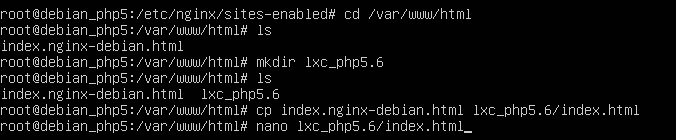 root@debian_php5:/etc/nginx/sites-enabled# cd /var/www/html
root@debian_php5:/var/www/html# ls
index.nginx-debian.html
root@debian_php5:/var/www/html# mkdir lxc_php5.6
root@debian_php5:/var/www/html# ls
index.nginx-debian.html  lxc_php5.6
root@debian_php5:/var/www/html# cp index.nginx-debian.html lxc_php5.6/index.html
root@debian_php5:/var/www/html# nano lxc_php5.6/index.html_